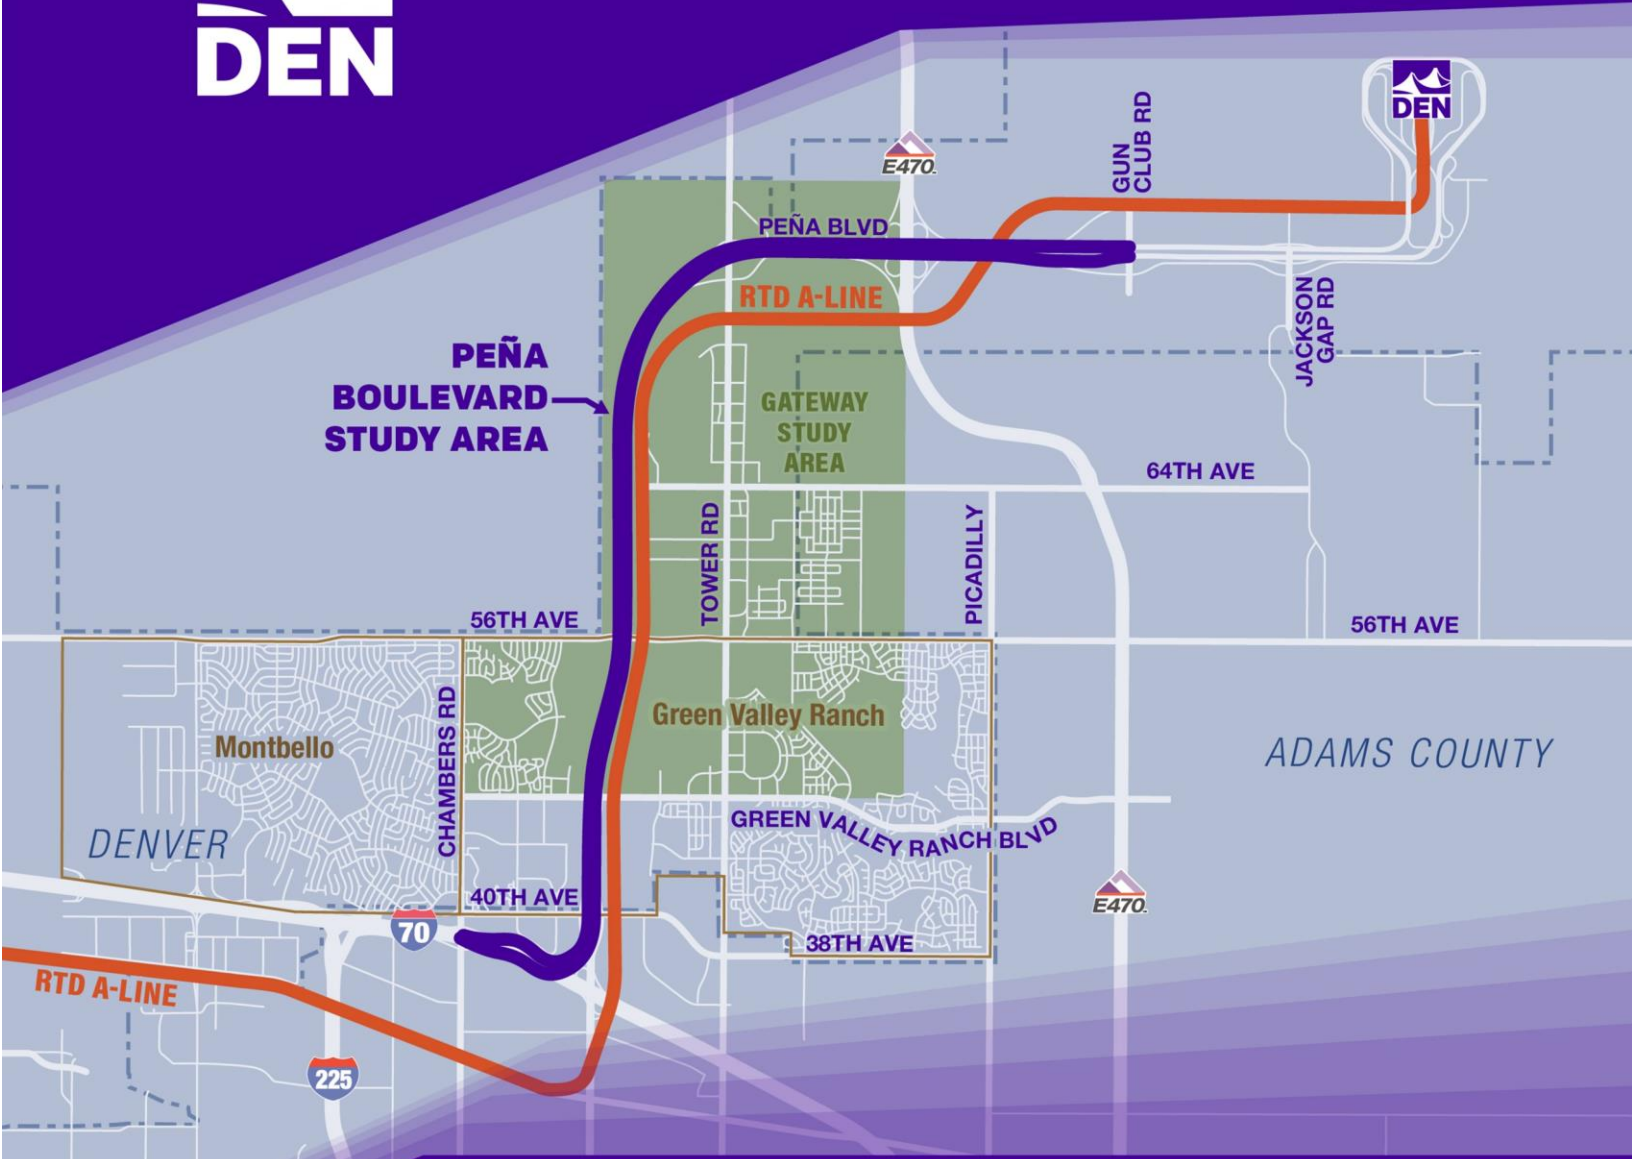 DEN
DEN
E470
GUN
CLUB RD
PEÑA BLVD
RTD A-LINE
JACKSON
GAP RD
PEÑA
BOULEVARD
STUDY AREA
GATEWAY
STUDY
AREA
64TH AVE
TOWER RD
PICADILLY
56TH AVE
56TH AVE
CHAMBERS RD
Green Valley Ranch
Montbello
ADAMS COUNTY
DENVER
GREEN VALLEY RANCH BLVD
40TH AVE
E470
70
38TH AVE
RTD A-LINE
225